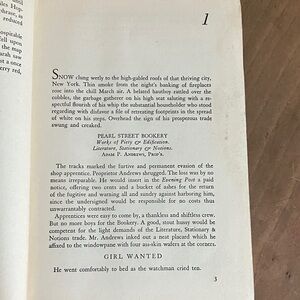 1
SNOW clung wetly to the high-gabled roofs of that thriving city,
New York. Thin smoke from the night's banking of fireplaces
rose into the chill March air. A belated hautboy rattled over the
cobbles, the garbage gatherer on his high seat saluting with a re-
spectful flourish of his whip the substantial householder who stood
regarding with disfavor a file of retreating footprints in the spread
of white on his steps. Overhead the sign of his prosperous trade
swung and creaked.
PEARL STREET BOOKERY
Works of Piety & Edification.
Literature, Stationery & Notions.
ADAM P. ANDREWS, PROP'R.
The tracks marked the furtive and permanent evasion of the
shop apprentice. Proprietor Andrews shrugged. The loss was by no
means irreparable. He would insert in the Evening Post a paid
notice, offering two cents and a bucket of ashes for the return
of the fugitive and warning all and sundry against harboring him,
since the undersigned would be responsible for no costs thus
unwarrantably contracted.
Apprentices were easy to come by, a thankless and shiftless crew.
But no more boys for the Bookery. A good, stout hussy would be
competent for the light demands of the Literature, Stationery &
Notions trade. Mr. Andrews inked out a neat placard which he
affixed to the windowpane with four ass-skin wafers at the corners.
GIRL WANTED
He went comfortably to bed as the watchman cried ten.
3